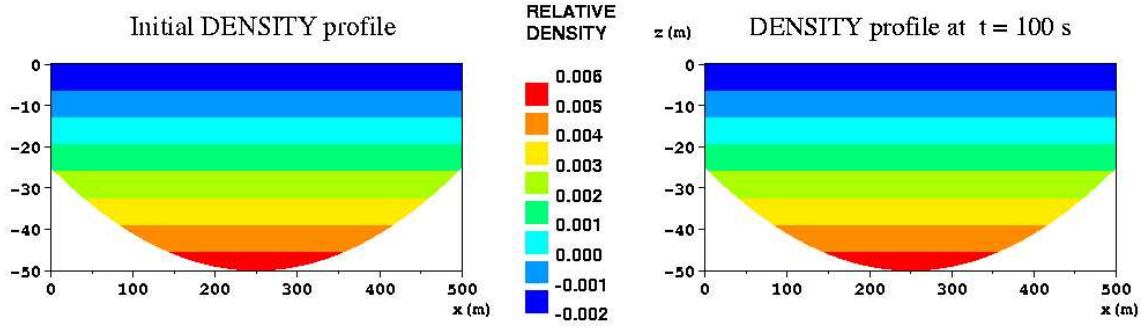 Initial DENSITY profile
0
-10
-20
-30
-40
-50
0 100 200 300 400 500
x (m)
RELATIVE
DENSITY
0.006
0.005
0.004
0.003
0.002
0.001
0.000
-0.001
-0.002
z (m)
DENSITY profile at t = 100 s
0
-10
-20
-30
-40
-50
0 100 200 300 400 500
x (m)